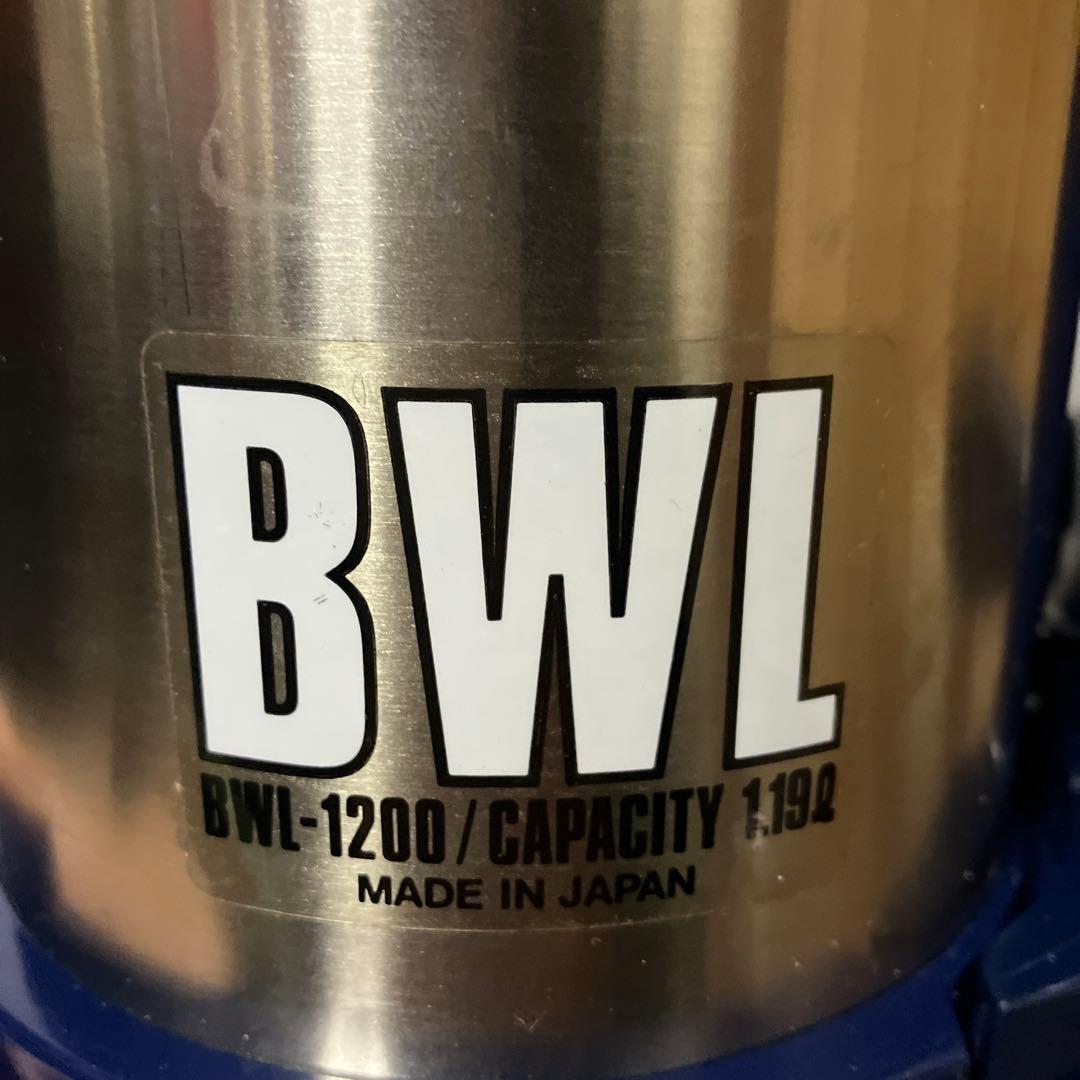 BWL
BWL-1200/CAPACITY 1.19ℓ
MADE IN JAPAN